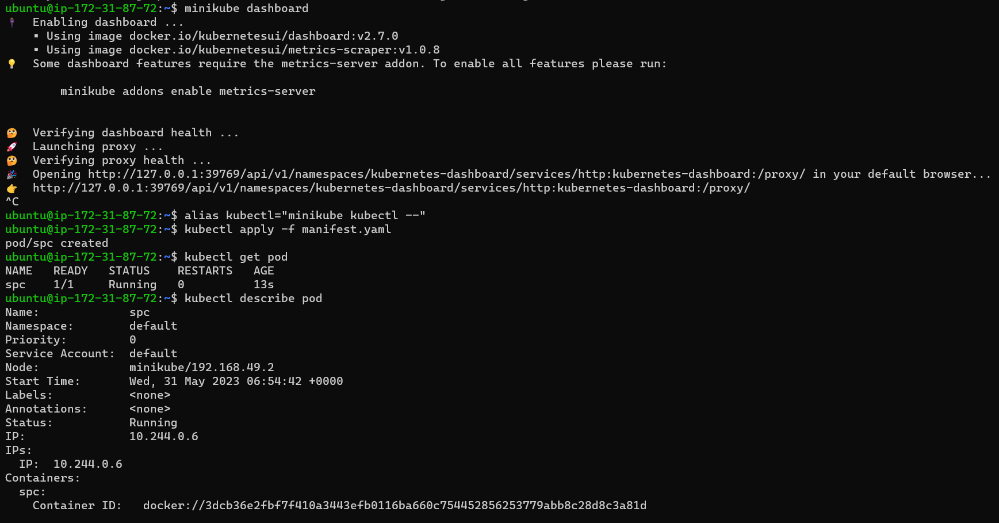 ubuntu@ip-172-31-87-72:~$ minikube dashboard
Enabling dashboard ...
▪ Using image docker.io/kubernetesui/dashboard:v2.7.0
▪ Using image docker.io/kubernetesui/metrics-scraper:v1.0.8
Some dashboard features require the metrics-server addon. To enable all features please run:
minikube addons enable metrics-server
Verifying dashboard health ...
Launching proxy ...
Verifying proxy health ...
Opening http://127.0.0.1:39769/api/v1/namespaces/kubernetes-dashboard/services/http:kubernetes-dashboard:/proxy/ in your default browser...
http://127.0.0.1:39769/api/v1/namespaces/kubernetes-dashboard/services/http:kubernetes-dashboard:/proxy/
^C
ubuntu@ip-172-31-87-72:~$ alias kubectl="minikube kubectl --"
ubuntu@ip-172-31-87-72:~$ kubectl apply -f manifest.yaml
pod/spc created
ubuntu@ip-172-31-87-72:~$ kubectl get pod
NAME   READY   STATUS    RESTARTS   AGE
spc    1/1     Running   0          13s
ubuntu@ip-172-31-87-72:~$ kubectl describe pod
Name:             spc
Namespace:        default
Priority:         0
Service Account:  default
Node:             minikube/192.168.49.2
Start Time:       Wed, 31 May 2023 06:54:42 +0000
Labels:           <none>
Annotations:      <none>
Status:           Running
IP:               10.244.0.6
IPs:
IP:  10.244.0.6
Containers:
spc:
Container ID:   docker://3dcb36e2fbf7f410a3443efb0116ba660c754452856253779abb8c28d8c3a81d